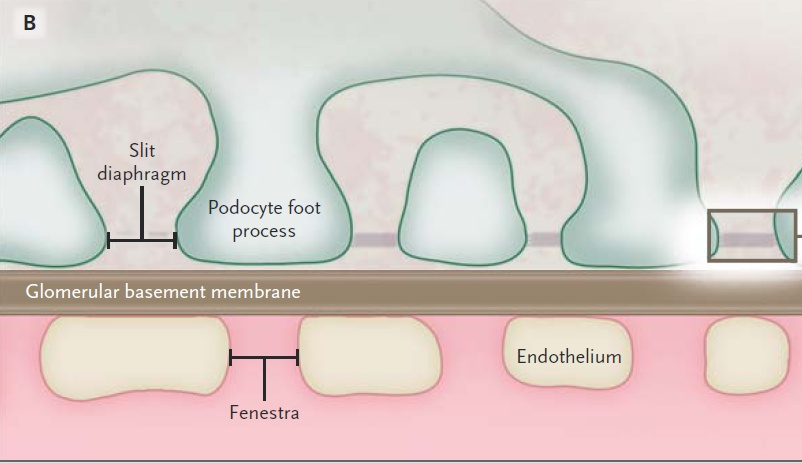 B
Slit
diaphragm
Podocyte foot
process
Glomerular basement membrane
Endothelium
Fenestra